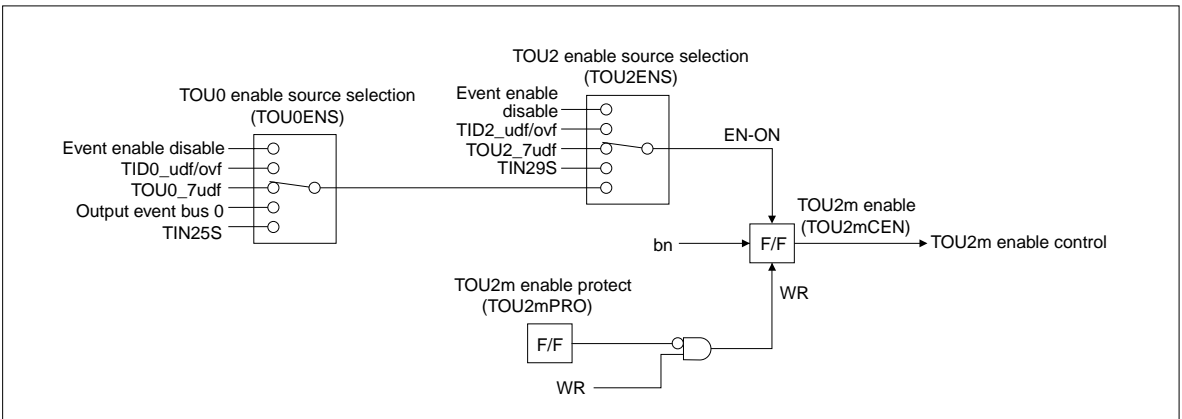 TOU2 enable source selection
(TOU2ENS)
TOU0 enable source selection
(TOU0ENS)
Event enable
disable
TID2_udf/ovf
TOU2_7udf
TIN29S
EN-ON
Event enable disable
TID0_udf/ovf
TOU0_7udf
Output event bus 0
TIN25S
TOU2m enable
(TOU2mCEN)
bn
F/F
TOU2m enable control
TOU2m enable protect
(TOU2mPRO)
WR
F/F
WR